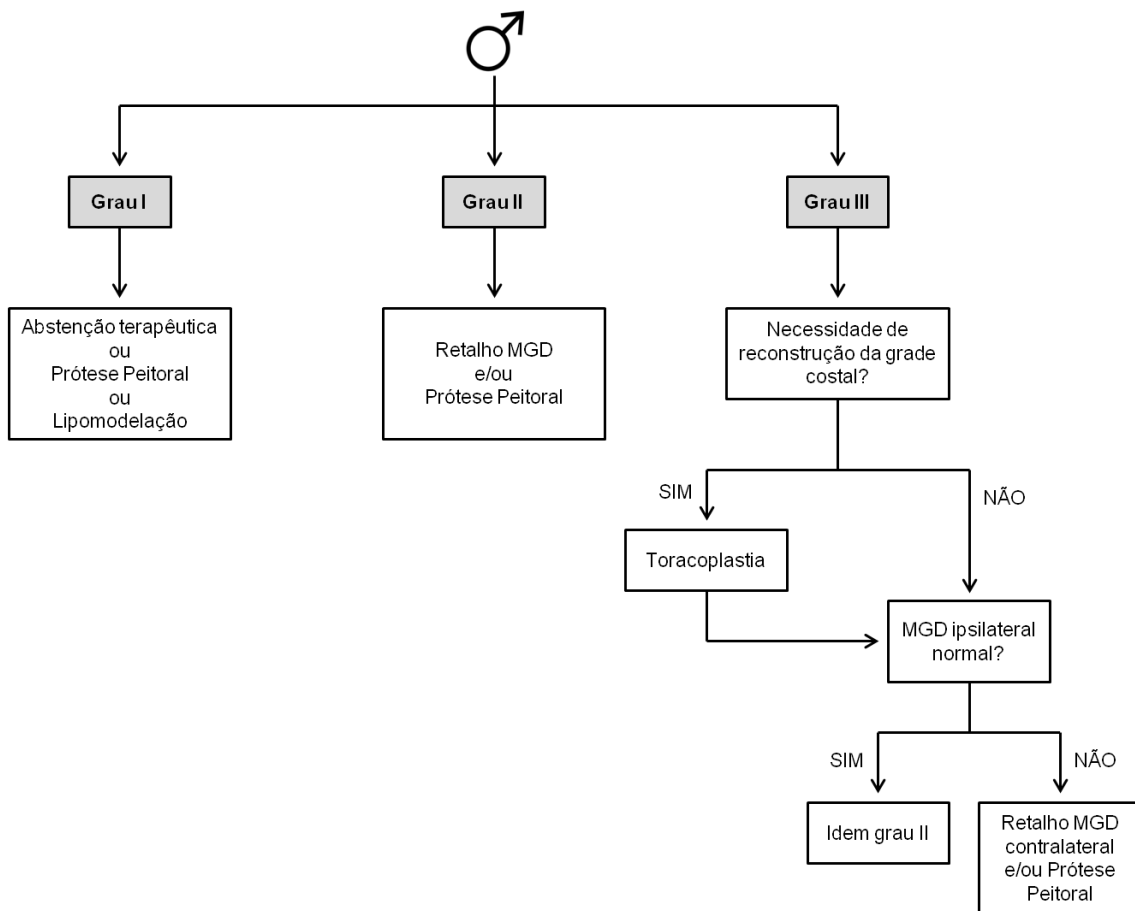 Grau I
Grau II
Grau III
Abstenção terapêutica
ou
Prótese Peitoral
ou
Lipomodelação
Retalho MGD
e/ou
Prótese Peitoral
Necessidade de
reconstrução da grade
costal?
SIM
NÃO
Toracoplastia
MGD ipsilateral
normal?
SIM
NÃO
Idem grau II
Retalho MGD
contralateral
e/ou Prótese
Peitoral